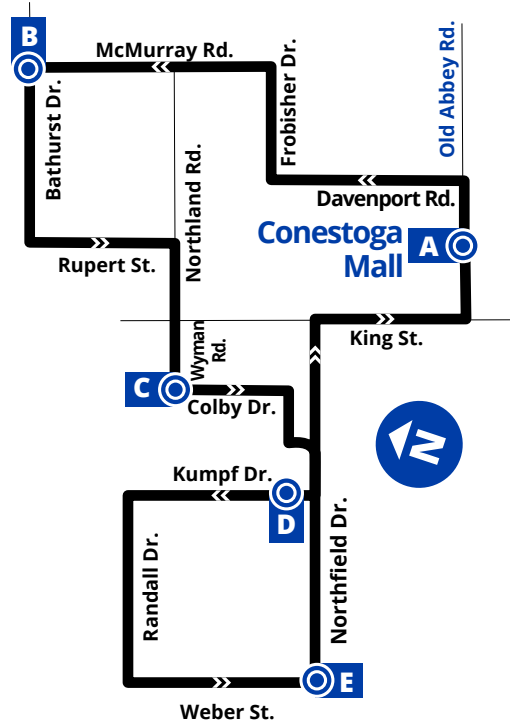 B
McMurray Rd.
Frobisher Dr.
Old Abbey Rd.
Bathurst Dr.
Northland Rd.
Davenport Rd.
Conestoga
Mall
A
Rupert St.
King St.
Wyman
Rd.
C
Colby Dr.
N
Kumpf Dr.
D
Northfield Dr.
Randall Dr.
E
Weber St.